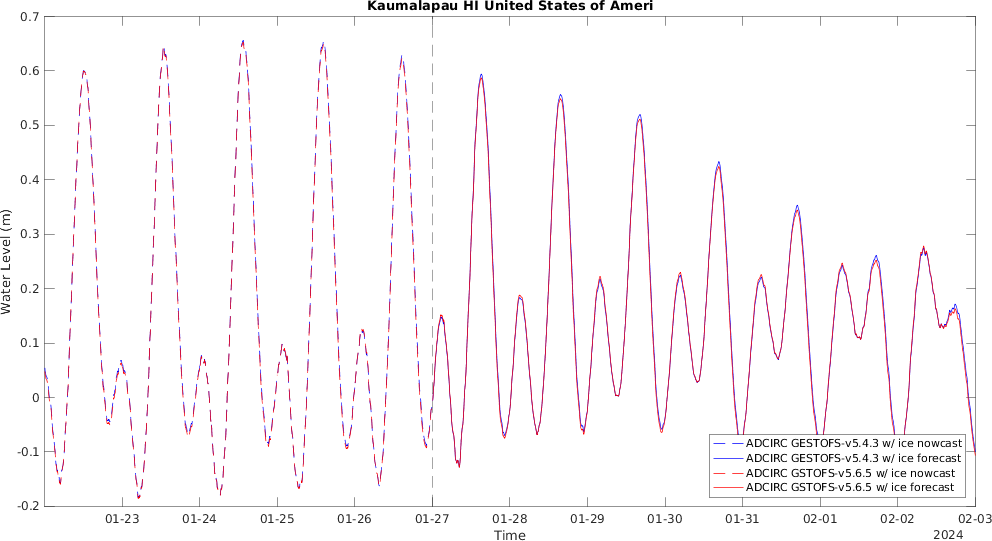 Kaumalapau HI United States of Ameri
0.7
0.6
0.5
0.4
0.3
0.2
0.1
0
-0.1
-0.2
Water Level (m)
ADCIRC GESTOFS-v5.4.3 w/ ice nowcast
ADCIRC GESTOFS-v5.4.3 w/ ice forecast
ADCIRC GSTOFS-v5.6.5 w/ ice nowcast
ADCIRC GSTOFS-v5.6.5 w/ ice forecast
01-23 01-24 01-25 01-26 01-27 01-28 01-29 01-30 01-31 02-01 02-02 02-03
Time
2024